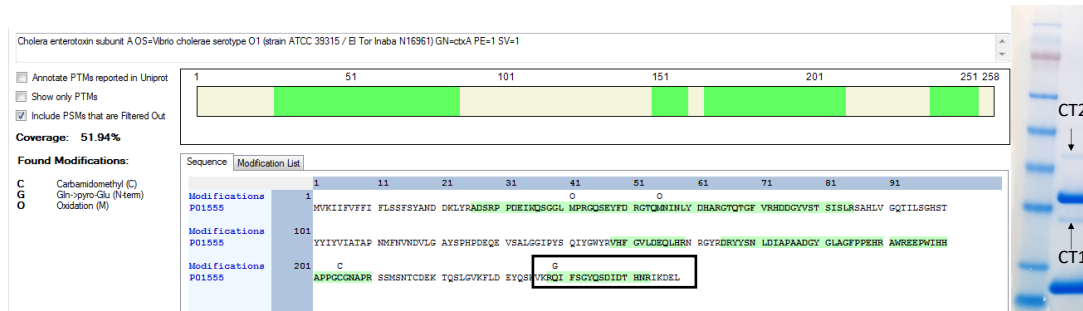 Cholera enterotoxin subunit A OS=Vibrio cholerae serotype O1 (strain ATCC 39315 / El Tor Inaba N16961) GN=ctxA PE=1 SV=1
Annotate PTMs reported in Uniprot
Show only PTMs
Include PSMs that are Filtered Out
Coverage: 51.94%
Found Modifications:
C Carbamidomethyl (C)
G Gln->pyro-Glu (N-term)
O Oxidation (M)
1 51 101 151 201 251 258
Sequence Modification List
1 11 21 31 41 51 61 71 81 91
Modifications 1 O O
P01555 MVKIIFVFFI FLSSFSYAND DKLYRADSRP PDEIKQSGGL MPRGQSEYFD RGTQMNINLY DHARGTQTGF VRHDDGYVST SISLRSAHLV GQTILSGHST
Modifications 101
P01555 YYIYVIATAP NMFNVNDVLG AYSPHPDEQE VSALGGIPYS QIYGWYRVHF GVLDEQLHRN RGYRDRYYSN LDIAPAADGY GLAGFPPEHR AWREEPWIHH
Modifications 201 C G
P01555 APPGCGNAPR SSMSNTCDEK TQSLGVKFLD EYQS VKRQI FSGYQSDIDT HNRIKDEL
CT2
CT1